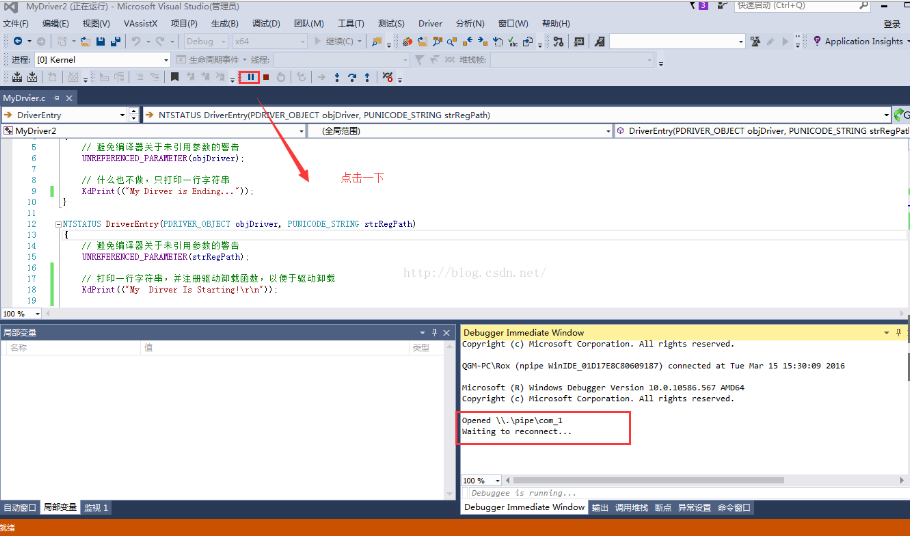 MyDriver2 (正在运行) - Microsoft Visual Studio(管理员)
3
快速启动 (Ctrl+Q)
文件(F) 编辑(E) 视图(V) VAssistX 项目(P) 生成(B) 调试(D) 团队(M) 工具(T) 测试(S) Driver 分析(N) 窗口(W) 帮助(H) 登录
Debug x64 继续(C) Application Insights
进程: [0] Kernel 生命周期事件 线程: 堆栈帧:
MyDrvier.c
DriverEntry NTSTATUS DriverEntry(PDRIVER_OBJECT objDriver, PUNICODE_STRING strRegPath)
MyDriver2 (全局范围) DriverEntry(PDRIVER_OBJECT objDriver, PUNICODE_STRING strRegPath
5 // 避免编译器关于未引用参数的警告
6 UNREFERENCED_PARAMETER(objDriver);
7
8 // 什么也不做，只打印一行字符串
9 KdPrint(("My Dirver is Ending..."));
10 }
11
12 NTSTATUS DriverEntry(PDRIVER_OBJECT objDriver, PUNICODE_STRING strRegPath)
13 {
14 // 避免编译器关于未引用参数的警告
15 UNREFERENCED_PARAMETER(strRegPath);
16
17 // 打印一行字符串，并注册驱动卸载函数，以便于驱动卸载
18 KdPrint(("My  Dirver Is Starting!\r\n"));
19
点击一下
http://blog.csdn.net/
100 %
局部变量
名称 值 类型
Debugger Immediate Window
Copyright (c) Microsoft Corporation. All rights reserved.
QGM-PC\Rox (npipe WinIDE_01D17E8C80609187) connected at Tue Mar 15 15:30:09 2016
Microsoft (R) Windows Debugger Version 10.0.10586.567 AMD64
Copyright (c) Microsoft Corporation. All rights reserved.
Opened \\.\pipe\com_1
Waiting to reconnect...
100 %
Debuggee is running...
自动窗口 局部变量 监视 1
Debugger Immediate Window 输出 调用堆栈 断点 异常设置 命令窗口
就绪